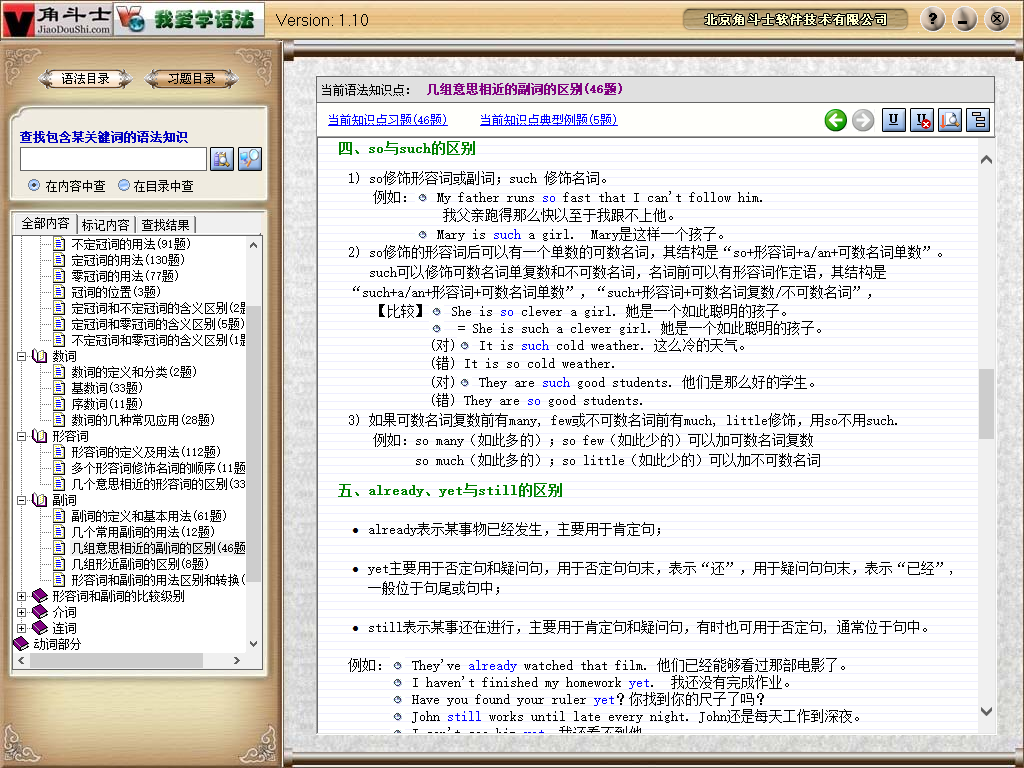 角斗士
JiaoDouShi.com
我爱学语法
Version: 1.10
北京角斗士软件技术有限公司
语法目录
习题目录
查找包含某关键词的语法知识
在内容中查
在目录中查
全部内容
标记内容
查找结果
不定冠词的用法(91题)
定冠词的用法(130题)
零冠词的用法(77题)
冠词的位置(3题)
定冠词和不定冠词的含义区别(2题
定冠词和零冠词的含义区别(5题)
不定冠词和零冠词的含义区别(1题
数词
数词的定义和分类(2题)
基数词(33题)
序数词(11题)
数词的几种常见应用(28题)
形容词
形容词的定义及用法(112题)
多个形容词修饰名词的顺序(11题
几个意思相近的形容词的区别(33
副词
副词的定义和基本用法(61题)
几个常用副词的用法(12题)
几组意思相近的副词的区别(46题
几组形近副词的区别(8题)
形容词和副词的用法区别和转换(
形容词和副词的比较级别
介词
连词
动词部分
当前语法知识点： 几组意思相近的副词的区别(46题)
当前知识点习题(46题)
当前知识点典型例题(5题)
四、so与such的区别
1) so修饰形容词或副词；such 修饰名词。
例如： My father runs so fast that I can't follow him.
我父亲跑得那么快以至于我跟不上他。
Mary is such a girl. Mary是这样一个孩子。
2) so修饰的形容词后可以有一个单数的可数名词，其结构是“so+形容词+a/an+可数名词单数”。
such可以修饰可数名词单复数和不可数名词，名词前可以有形容词作定语，其结构是
“such+a/an+形容词+可数名词单数”，“such+形容词+可数名词复数/不可数名词”，
【比较】 She is so clever a girl. 她是一个如此聪明的孩子。
= She is such a clever girl. 她是一个如此聪明的孩子。
(对) It is such cold weather. 这么冷的天气。
(错) It is so cold weather.
(对) They are such good students. 他们是那么好的学生。
(错) They are so good students.
3) 如果可数名词复数前有many, few或不可数名词前有much, little修饰，用so不用such.
例如：so many（如此多的）；so few（如此少的）可以加可数名词复数
so much（如此多的）；so little（如此少的）可以加不可数名词
五、already、yet与still的区别
• already表示某事物已经发生，主要用于肯定句；
• yet主要用于否定句和疑问句，用于否定句句末，表示“还”，用于疑问句句末，表示“已经”，
一般位于句尾或句中；
• still表示某事还在进行，主要用于肯定句和疑问句，有时也可用于否定句, 通常位于句中。
例如： They've already watched that film. 他们已经能够看过那部电影了。
I haven't finished my homework yet. 我还没有完成作业。
Have you found your ruler yet？你找到你的尺子了吗？
John still works until late every night. John还是每天工作到深夜。